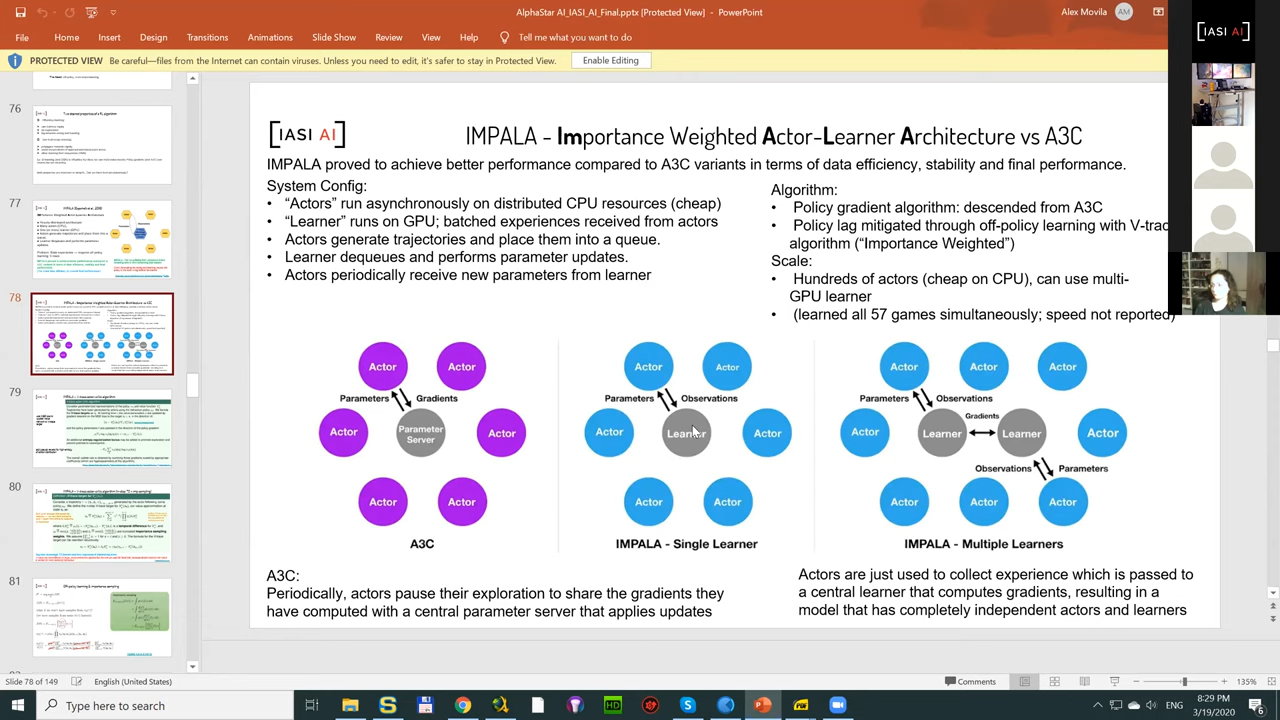 AlphaStar AI_IASI_AI_Final.pptx [Protected View] - PowerPoint
Alex Movila
AM
File Home Insert Design Transitions Animations Slide Show Review View Help Tell me what you want to do
PROTECTED VIEW Be careful—files from the Internet can contain viruses. Unless you need to edit, it's safer to stay in Protected View. Enable Editing
[IASI AI]
76
77
78
80
81
[IASI AI]
IMPALA - Importance Weighted Actor-Learner Architecture vs A3C
IMPALA proved to achieve better performance compared to A3C variants in terms of data efficiency, stability and final performance.
System Config:
• “Actors” run asynchronously on distributed CPU resources (cheap)
• “Learner” runs on GPU; batched experiences received from actors
• Actors generate trajectories and place them into a queue.
• Learner dequeues and performs parameter updates.
periodically receive new parameters from learner
Algorithm:
Policy gradient algorithm descended from A3C
Policy lag mitigated through off-policy learning with V-trac
algorithm (“Importance Weighted”)
Scale:
• Hundreds of actors (cheap on CPU), can use multi-
GPU learner
(learned all 57 games simultaneously; speed not reported)
Actor Actor
Parameters Gradients
Actor Parameter Server
Actor Actor
A3C
Actor Actor
Parameters Observations
Actor Learner Actor
Actor Actor
IMPALA - Single Learner
Actor Actor Actor
Parameters Observations
Gradients
Actor Learner Learner Actor
Observations Parameters
Actor Actor Actor
IMPALA - Multiple Learners
A3C:
Periodically, actors pause their exploration to share the gradients they
have computed with a central parameter server that applies updates
Actors are just used to collect experience which is passed to
a central learner that computes gradients, resulting in a
model that has completely independent actors and learners
Slide 78 of 149 English (United States) Comments 135%
Type here to search
ENG
8:29 PM
3/19/2020
6